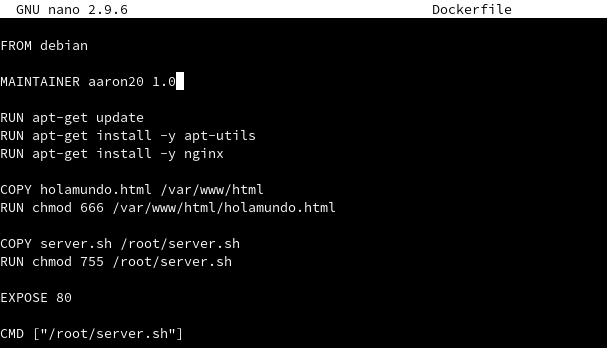 GNU nano 2.9.6 Dockerfile
FROM debian
MAINTAINER aaron20 1.0
RUN apt-get update
RUN apt-get install -y apt-utils
RUN apt-get install -y nginx
COPY holamundo.html /var/www/html
RUN chmod 666 /var/www/html/holamundo.html
COPY server.sh /root/server.sh
RUN chmod 755 /root/server.sh
EXPOSE 80
CMD ["/root/server.sh"]